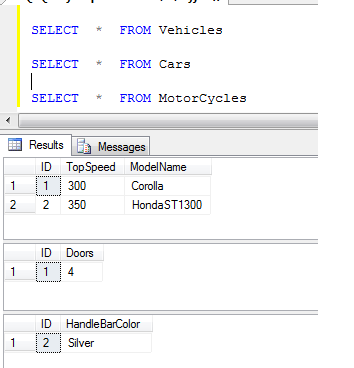 SELECT * FROM Vehicles
SELECT * FROM Cars
SELECT * FROM MotorCycles
Results Messages
ID TopSpeed ModelName
1 1 300 Corolla
2 2 350 HondaST1300
ID Doors
1 1 4
ID HandleBarColor
1 2 Silver